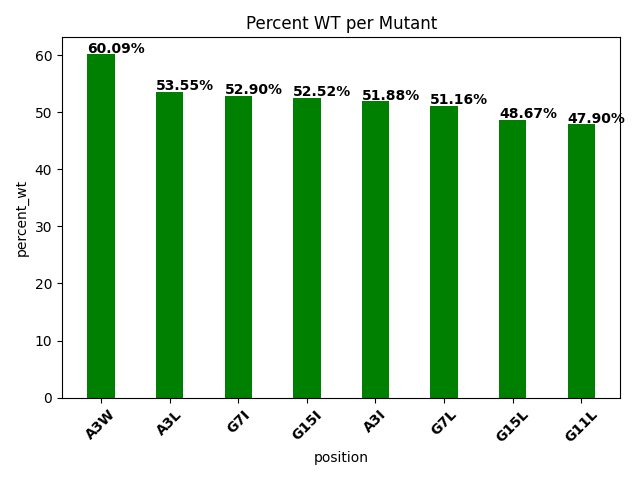 Percent WT per Mutant
60.09%
53.55%
52.90%
52.52%
51.88%
51.16%
48.67%
47.90%
percent_wt
60
50
40
30
20
10
0
A3W
A3L
G7I
G15I
A3I
G7L
G15L
G11L
position